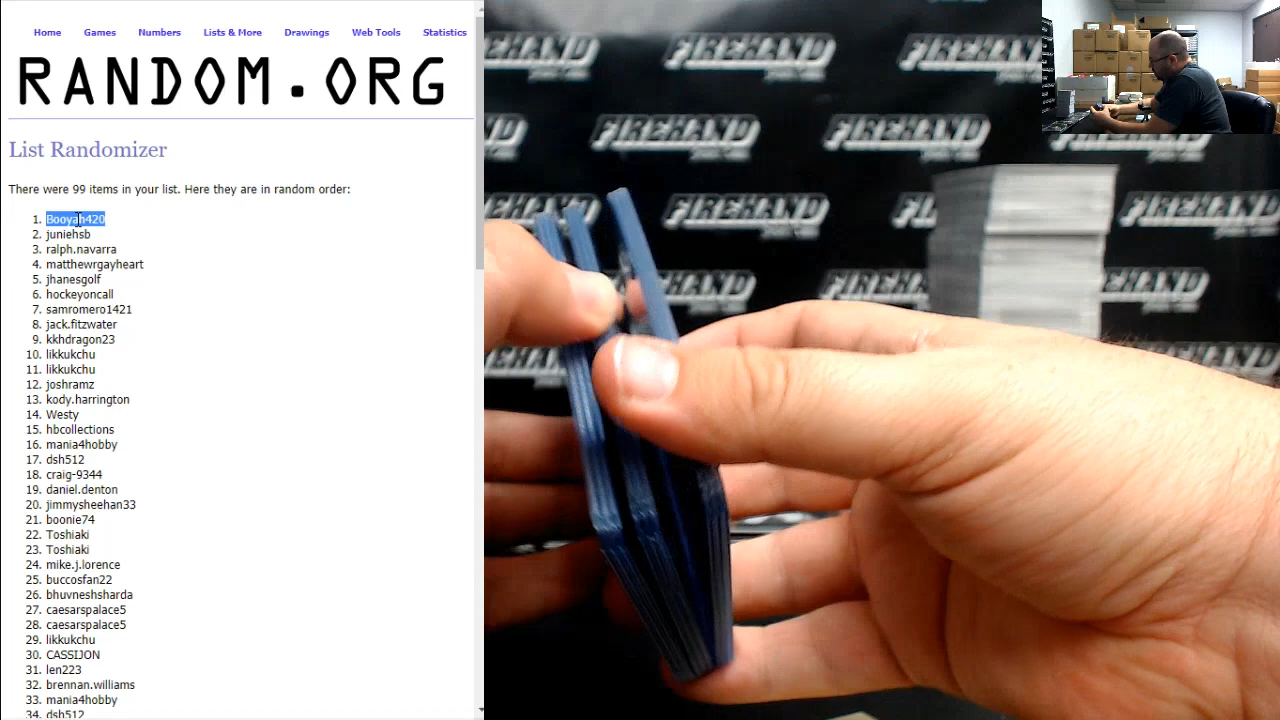 Home Games Numbers Lists & More Drawings Web Tools Statistics
RANDOM.ORG
List Randomizer
There were 99 items in your list. Here they are in random order:
1. Booyah420
2. juniehsb
3. ralph.navarra
4. matthewrgayheart
5. jhanesgolf
6. hockeyoncall
7. samromero1421
8. jack.fitzwater
9. kkhdragon23
10. likkukchu
11. likkukchu
12. joshramz
13. kody.harrington
14. Westy
15. hbcollections
16. mania4hobby
17. dsh512
18. craig-9344
19. daniel.denton
20. jimmysheehan33
21. boonie74
22. Toshiaki
23. Toshiaki
24. mike.j.lorence
25. buccosfan22
26. bhuvneshsharda
27. caesarspalace5
28. caesarspalace5
29. likkukchu
30. CASSIJON
31. len223
32. brennan.williams
33. mania4hobby
34. dsh512
FIREHAND
FIREHAND
FIREHAND
FIREHAND
FIREHAND
FIREHAND